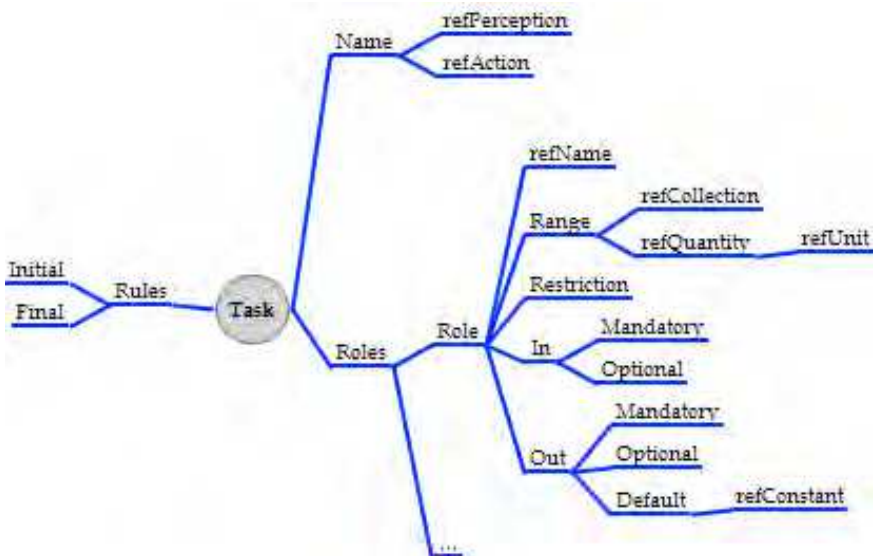 Name
refPerception
refAction
Rules
Initial
Final
Task
Roles
Role
refName
Range
refCollection
refQuantity
refUnit
Restriction
In
Mandatory
Optional
Out
Mandatory
Optional
Default
refConstant
...